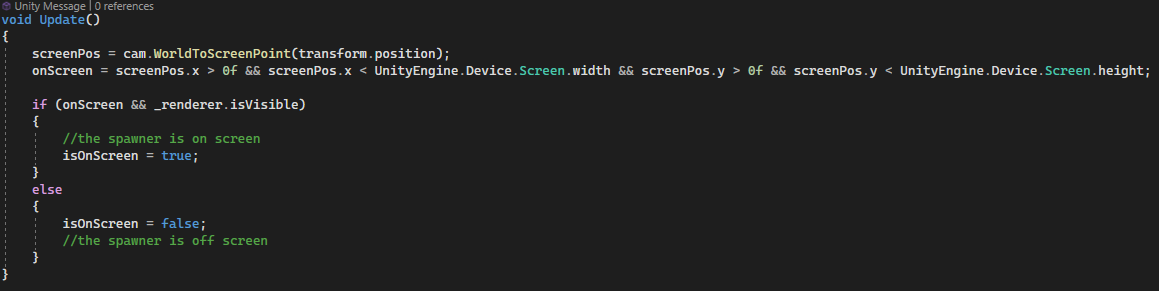 Unity Message | 0 references
void Update()
{
screenPos = cam.WorldToScreenPoint(transform.position);
onScreen = screenPos.x > 0f && screenPos.x < UnityEngine.Device.Screen.width && screenPos.y > 0f && screenPos.y < UnityEngine.Device.Screen.height;
if (onScreen && _renderer.isVisible)
{
//the spawner is on screen
isOnScreen = true;
}
else
{
isOnScreen = false;
//the spawner is off screen
}
}